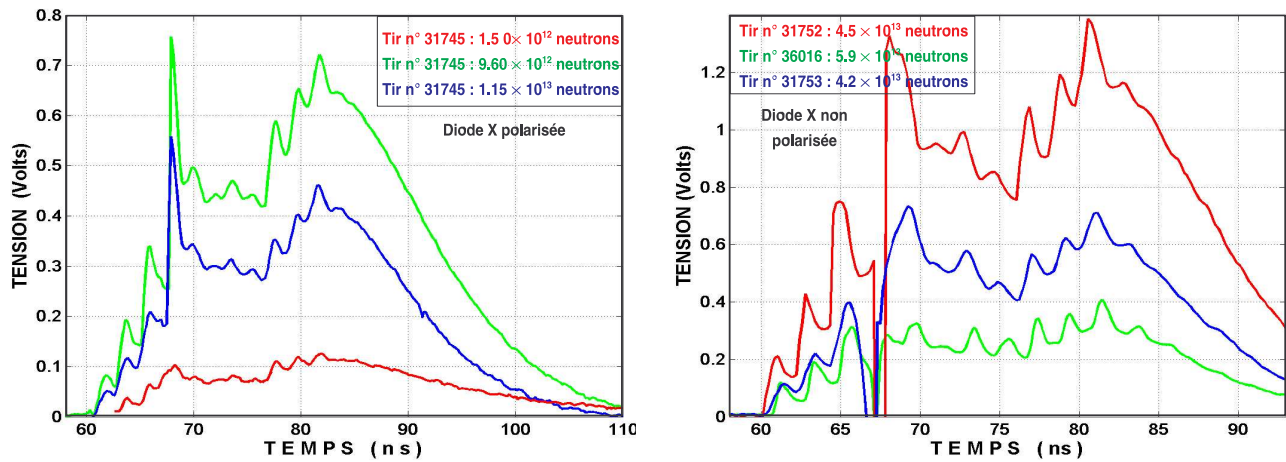 0.8
0.7
0.6
0.5
0.4
0.3
0.2
0.1
0
TENSION (Volts)
60 70 80 90 100 110
TEMPS (ns)
Tir n° 31745 : 1.5 0× 10¹² neutrons
Tir n° 31745 : 9.60 × 10¹² neutrons
Tir n° 31745 : 1.15 × 10¹³ neutrons
Diode X polarisée
1.2
1
0.8
0.6
0.4
0.2
0
TENSION (Volts)
58 60 65 70 75 80 85 90
TEMPS (ns)
Tir n° 31752 : 4.5 × 10¹³ neutrons
Tir n° 36016 : 5.9 × 10¹³ neutrons
Tir n° 31753 : 4.2 × 10¹³ neutrons
Diode X non
polarisée